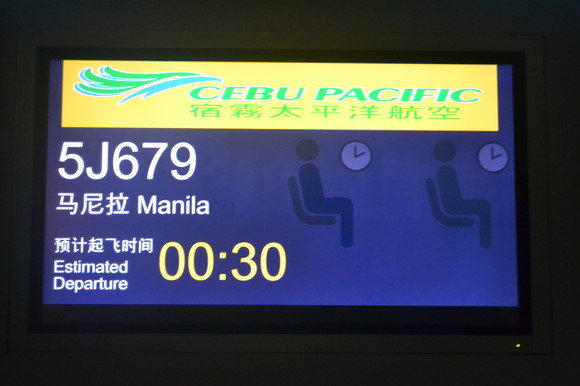 CEBU PACIFIC
宿霧太平洋航空
5J679
马尼拉 Manila
预计起飞时间
Estimated
Departure
00:30